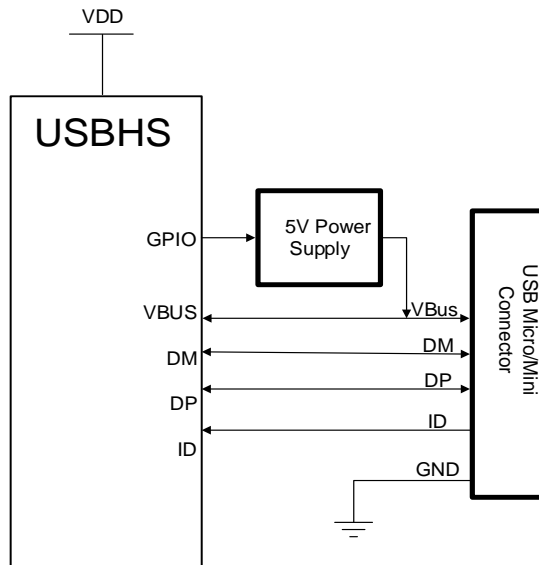 VDD
USBHS
5V Power
Supply
GPIO
VBUS
VBus
DM
DM
DP
DP
ID
ID
GND
USB Micro/Mini
Connector